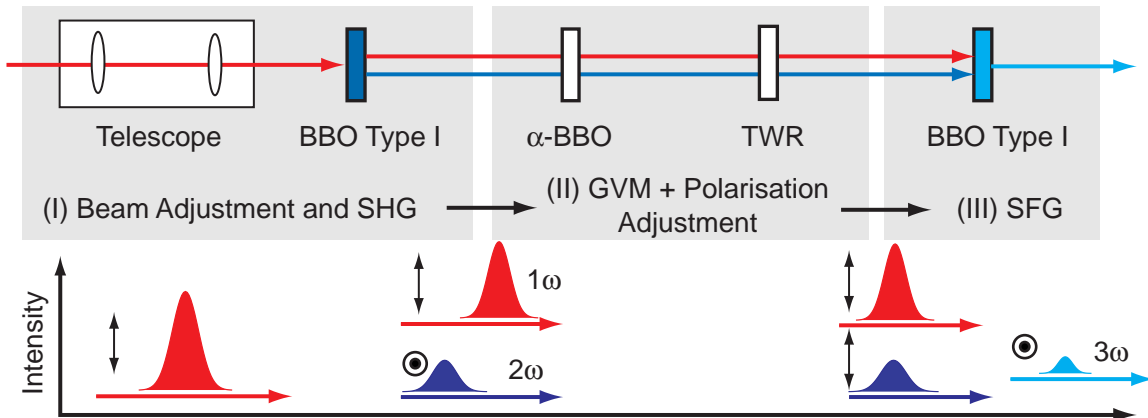 Telescope
BBO Type I
α-BBO
TWR
BBO Type I
(I) Beam Adjustment and SHG
(II) GVM + Polarisation
Adjustment
(III) SFG
Intensity
1ω
2ω
3ω